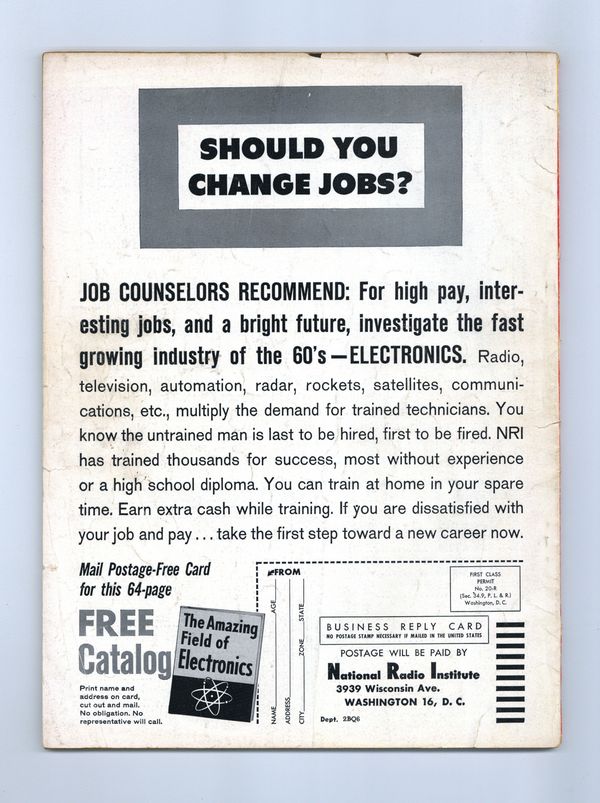 SHOULD YOU
CHANGE JOBS?
JOB COUNSELORS RECOMMEND: For high pay, inter-
esting jobs, and a bright future, investigate the fast
growing industry of the 60's—ELECTRONICS. Radio,
television, automation, radar, rockets, satellites, communi-
cations, etc., multiply the demand for trained technicians. You
know the untrained man is last to be hired, first to be fired. NRI
has trained thousands for success, most without experience
or a high school diploma. You can train at home in your spare
time. Earn extra cash while training. If you are dissatisfied with
your job and pay . . . take the first step toward a new career now.
Mail Postage-Free Card
for this 64-page
FREE
Catalog
Print name and
address on card,
cut out and mail.
No obligation. No
representative will call.
The Amazing
Field of
Electronics
FROM
NAME AGE
ADDRESS
CITY ZONE STATE
FIRST CLASS
PERMIT
No. 20-R
(Sec. 34.9, P. L. & R.)
Washington, D. C.
BUSINESS REPLY CARD
NO POSTAGE STAMP NECESSARY IF MAILED IN THE UNITED STATES
POSTAGE WILL BE PAID BY
National Radio Institute
3939 Wisconsin Ave.
WASHINGTON 16, D. C.
Dept. 2BQ6